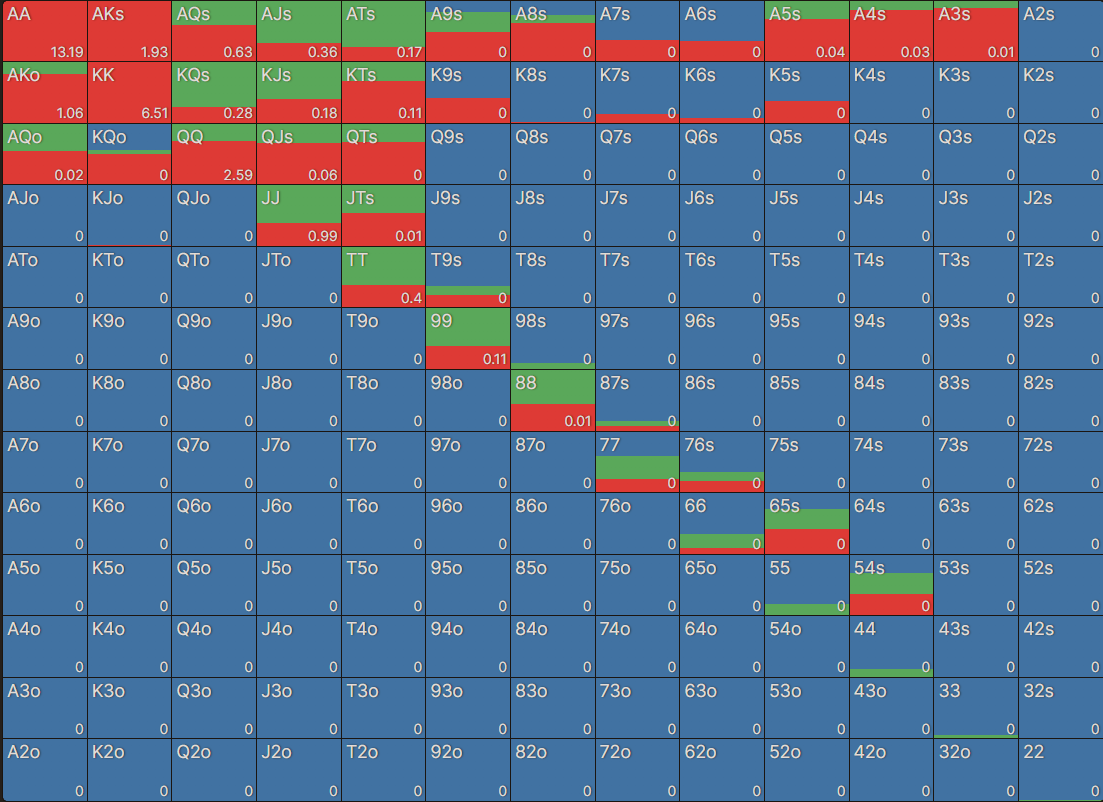 AA AKs AQs AJs ATs A9s A8s A7s A6s A5s A4s A3s A2s
13.19 1.93 0.63 0.36 0.17 0 0 0 0 0.04 0.03 0.01 0
AKo KK KQs KJs KTs K9s K8s K7s K6s K5s K4s K3s K2s
1.06 6.51 0.28 0.18 0.11 0 0 0 0 0 0 0 0
AQo KQo QQ QJs QTs Q9s Q8s Q7s Q6s Q5s Q4s Q3s Q2s
0.02 0 2.59 0.06 0 0 0 0 0 0 0 0 0
AJo KJo QJo JJ JTs J9s J8s J7s J6s J5s J4s J3s J2s
0 0 0 0.99 0.01 0 0 0 0 0 0 0 0
ATo KTo QTo JTo TT T9s T8s T7s T6s T5s T4s T3s T2s
0 0 0 0 0.4 0 0 0 0 0 0 0 0
A9o K9o Q9o J9o T9o 99 98s 97s 96s 95s 94s 93s 92s
0 0 0 0 0 0.11 0 0 0 0 0 0 0
A8o K8o Q8o J8o T8o 98o 88 87s 86s 85s 84s 83s 82s
0 0 0 0 0 0 0.01 0 0 0 0 0 0
A7o K7o Q7o J7o T7o 97o 87o 77 76s 75s 74s 73s 72s
0 0 0 0 0 0 0 0 0 0 0 0 0
A6o K6o Q6o J6o T6o 96o 86o 76o 66 65s 64s 63s 62s
0 0 0 0 0 0 0 0 0 0 0 0 0
A5o K5o Q5o J5o T5o 95o 85o 75o 65o 55 54s 53s 52s
0 0 0 0 0 0 0 0 0 0 0 0 0
A4o K4o Q4o J4o T4o 94o 84o 74o 64o 54o 44 43s 42s
0 0 0 0 0 0 0 0 0 0 0 0 0
A3o K3o Q3o J3o T3o 93o 83o 73o 63o 53o 43o 33 32s
0 0 0 0 0 0 0 0 0 0 0 0 0
A2o K2o Q2o J2o T2o 92o 82o 72o 62o 52o 42o 32o 22
0 0 0 0 0 0 0 0 0 0 0 0 0